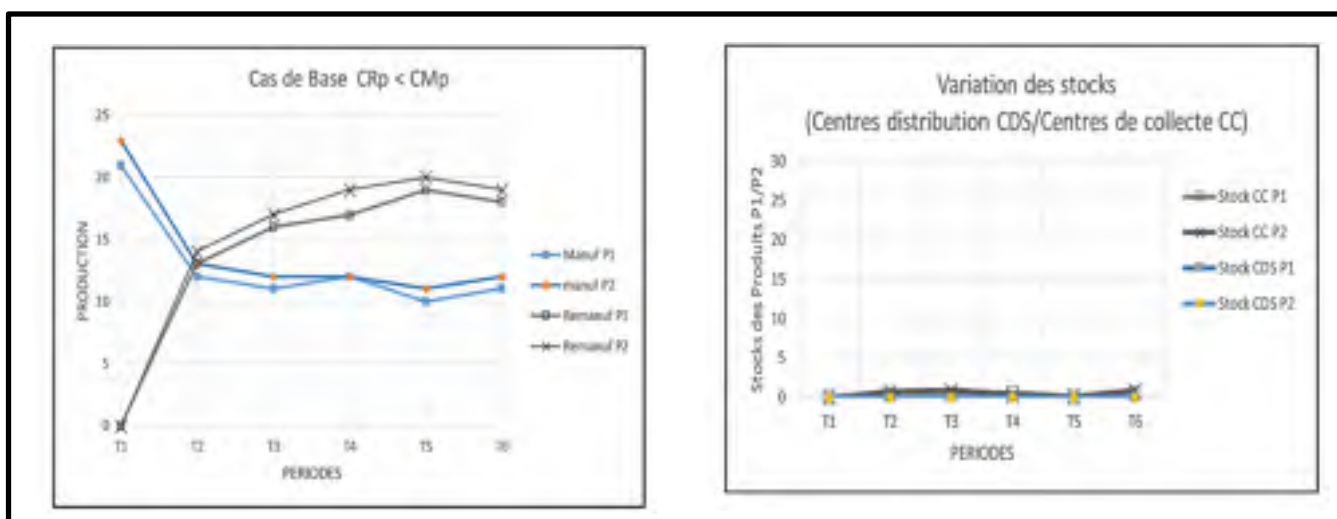 Cas de Base CRp < CMp
PRODUCTION
25
20
15
10
5
0
T1 T2 T3 T4 T5 T6
PERIODES
Manuf P1
manuf P2
Remanuf P1
Remanuf P2
Variation des stocks
(Centres distribution CDS/Centres de collecte CC)
Stocks des Produits P1/P2
30
25
20
15
10
5
0
T1 T2 T3 T4 T5 T6
PERIODES
Stock CC P1
Stock CC P2
Stock CDS P1
Stock CDS P2